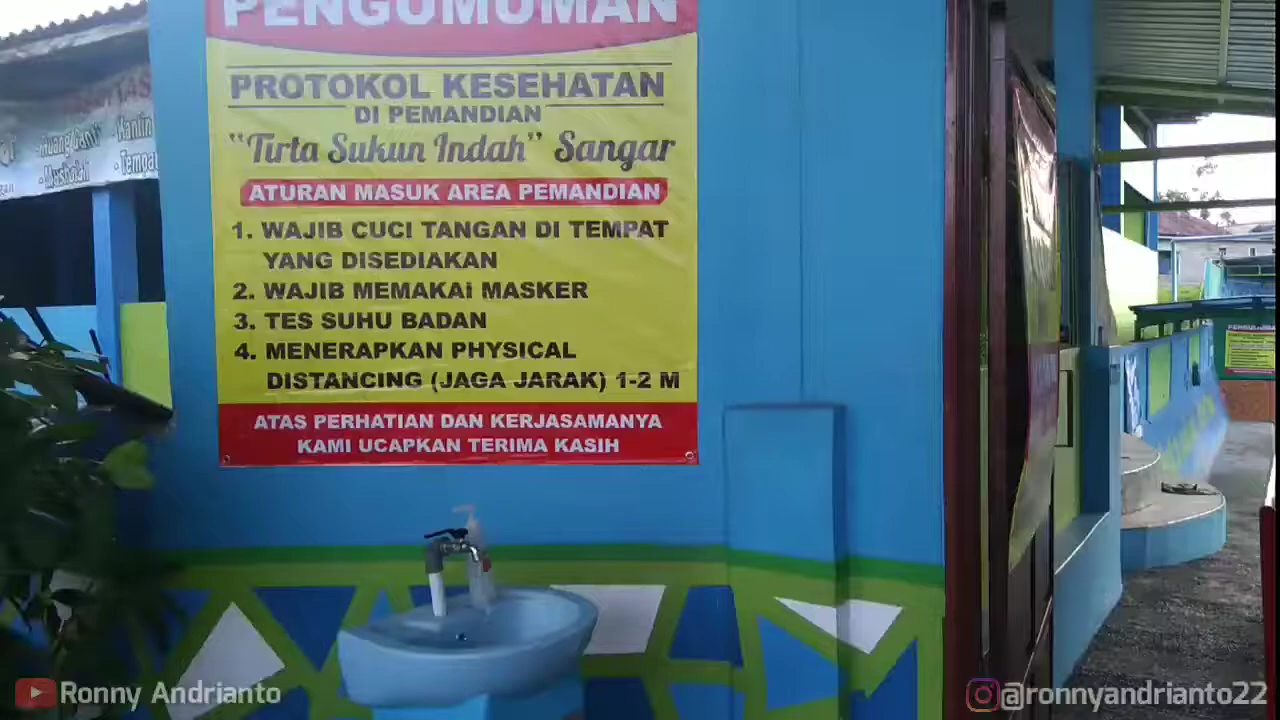 PENGUMUMAN
PROTOKOL KESEHATAN
DI PEMANDIAN
"Tirta Sukun Indah" Sangar
ATURAN MASUK AREA PEMANDIAN
1. WAJIB CUCI TANGAN DI TEMPAT
YANG DISEDIAKAN
2. WAJIB MEMAKAi MASKER
3. TES SUHU BADAN
4. MENERAPKAN PHYSICAL
DISTANCING (JAGA JARAK) 1-2 M
ATAS PERHATIAN DAN KERJASAMANYA
KAMI UCAPKAN TERIMA KASIH
- Ruang Ganti
- Kantin
- Musholah
- Tempat
PENGUMUMAN
Ronny Andrianto
@ronnyandrianto22